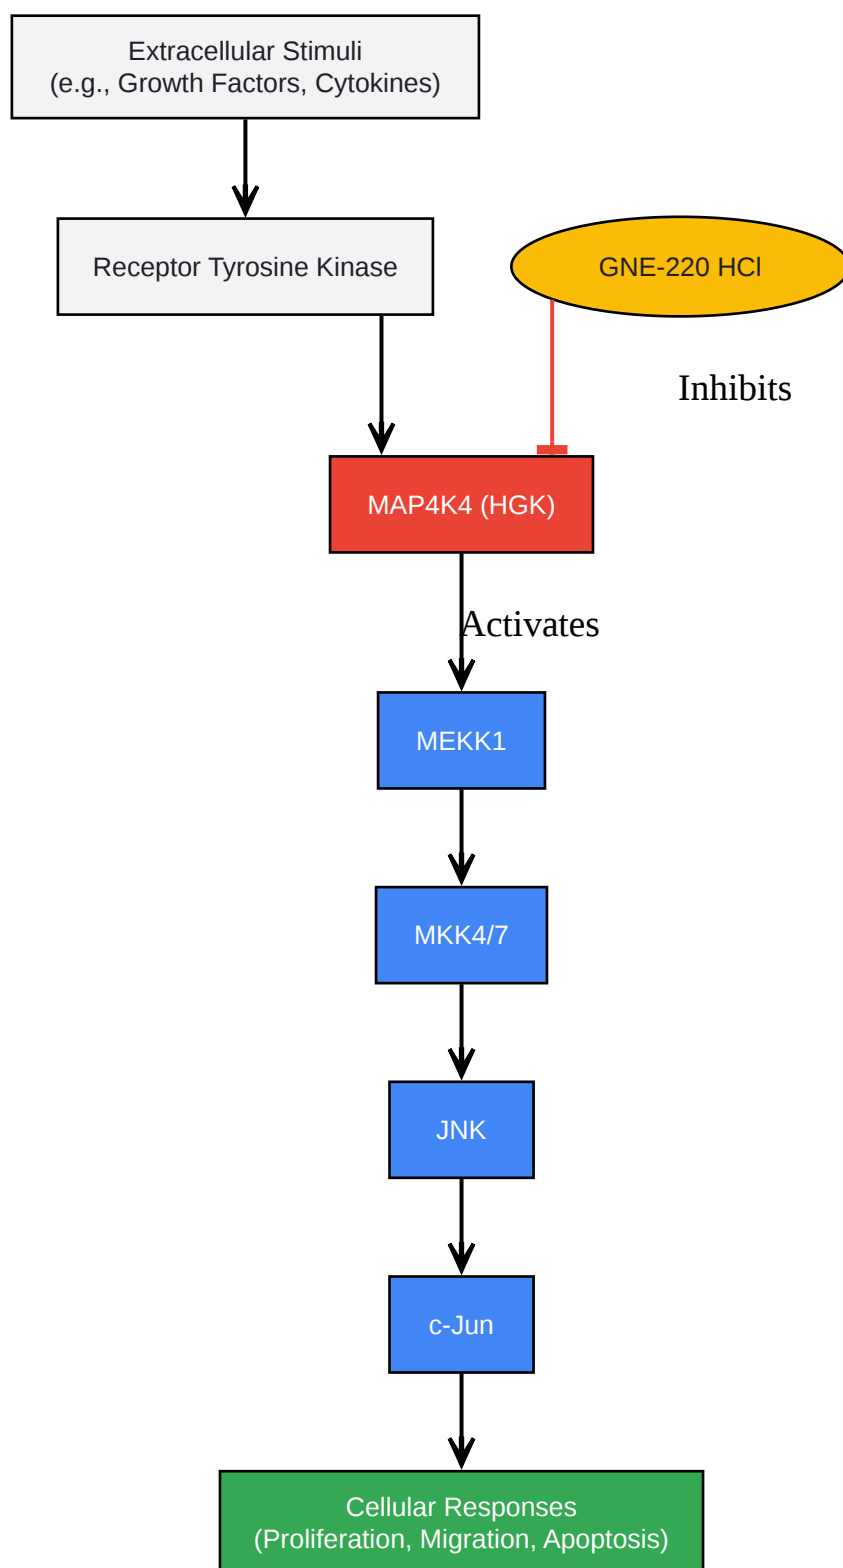 Extracellular Stimuli
(e.g., Growth Factors, Cytokines)
Receptor Tyrosine Kinase
GNE-220 HCl
Inhibits
MAP4K4 (HGK)
Activates
MEKK1
MKK4/7
JNK
c-Jun
Cellular Responses
(Proliferation, Migration, Apoptosis)